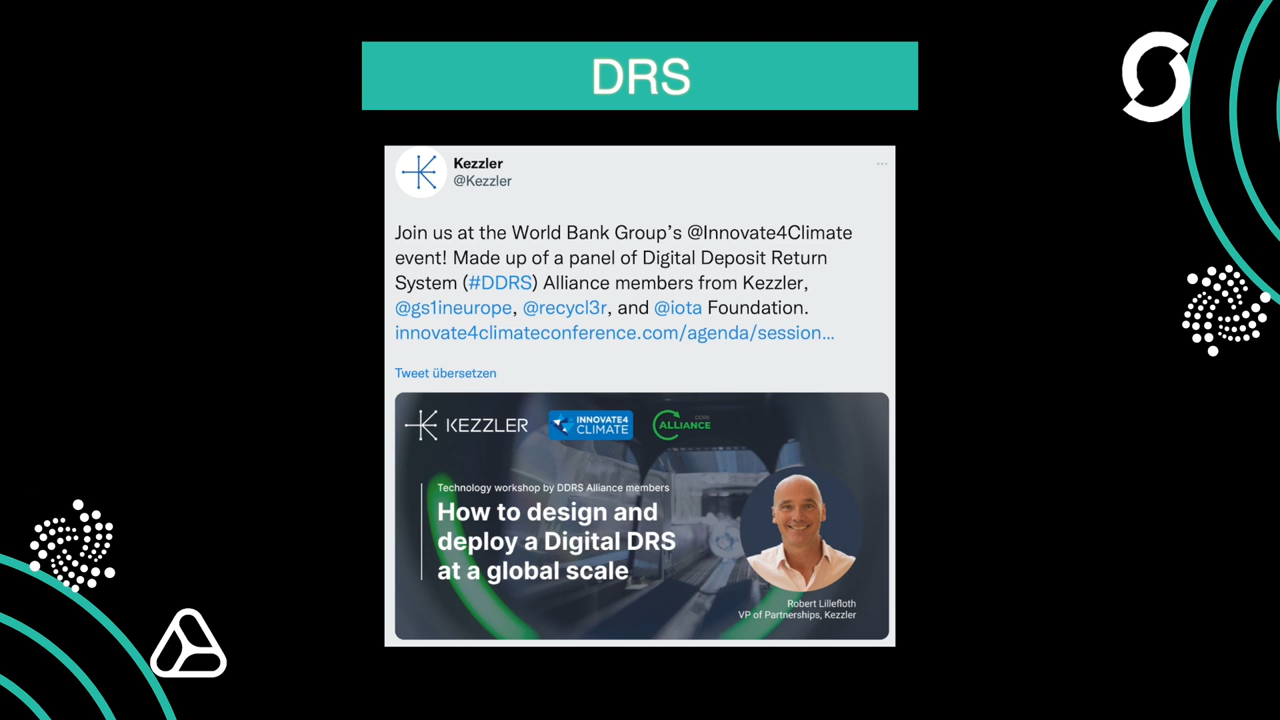 DRS
Kezzler
@Kezzler
...
Join us at the World Bank Group's @Innovate4Climate
event! Made up of a panel of Digital Deposit Return
System (#DDRS) Alliance members from Kezzler,
@gs1ineurope, @recycl3r, and @iota Foundation.
innovate4climateconference.com/agenda/session...
Tweet übersetzen
KEZZLER
INNOVATE4
CLIMATE
DDRS
ALLIANCE
Technology workshop by DDRS Alliance members
How to design and
deploy a Digital DRS
at a global scale
Robert Lillefloth
VP of Partnerships, Kezzler